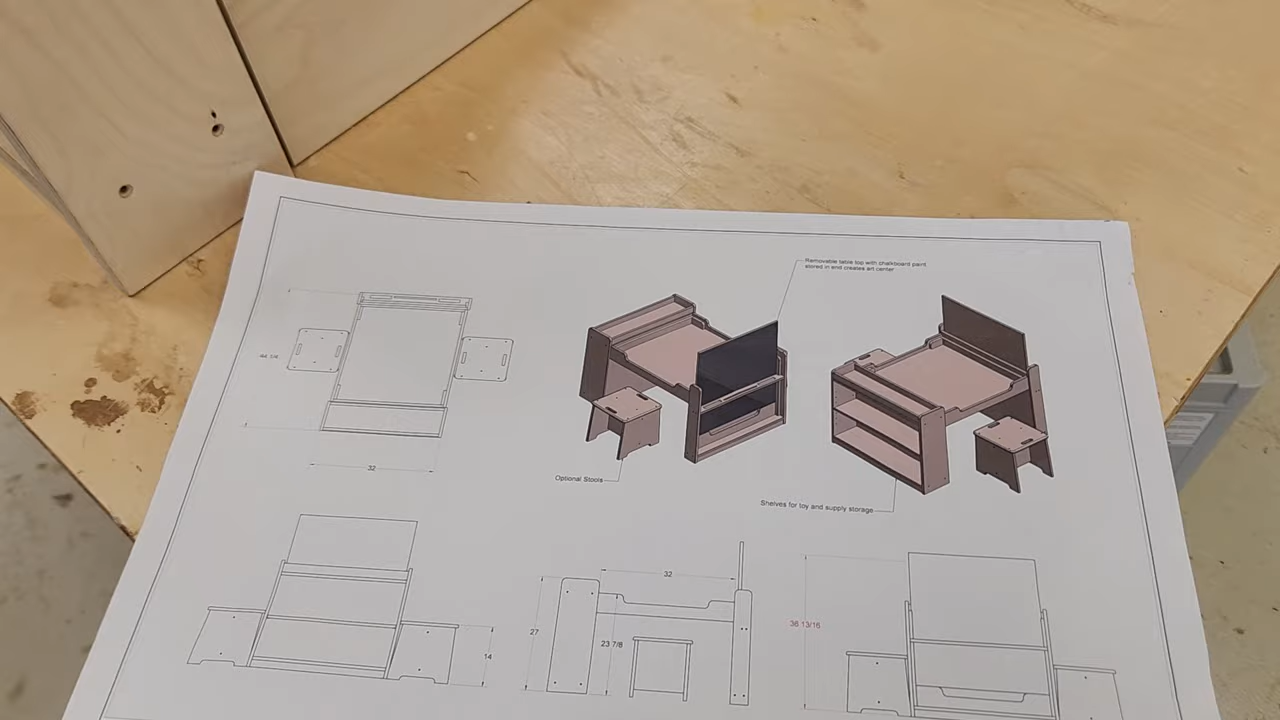 Removable table top with chalkboard paint
stored in end creates art center
44 1/4
32
Optional Stools
Shelves for toy and supply storage
32
27
23 7/8
14
36 13/16